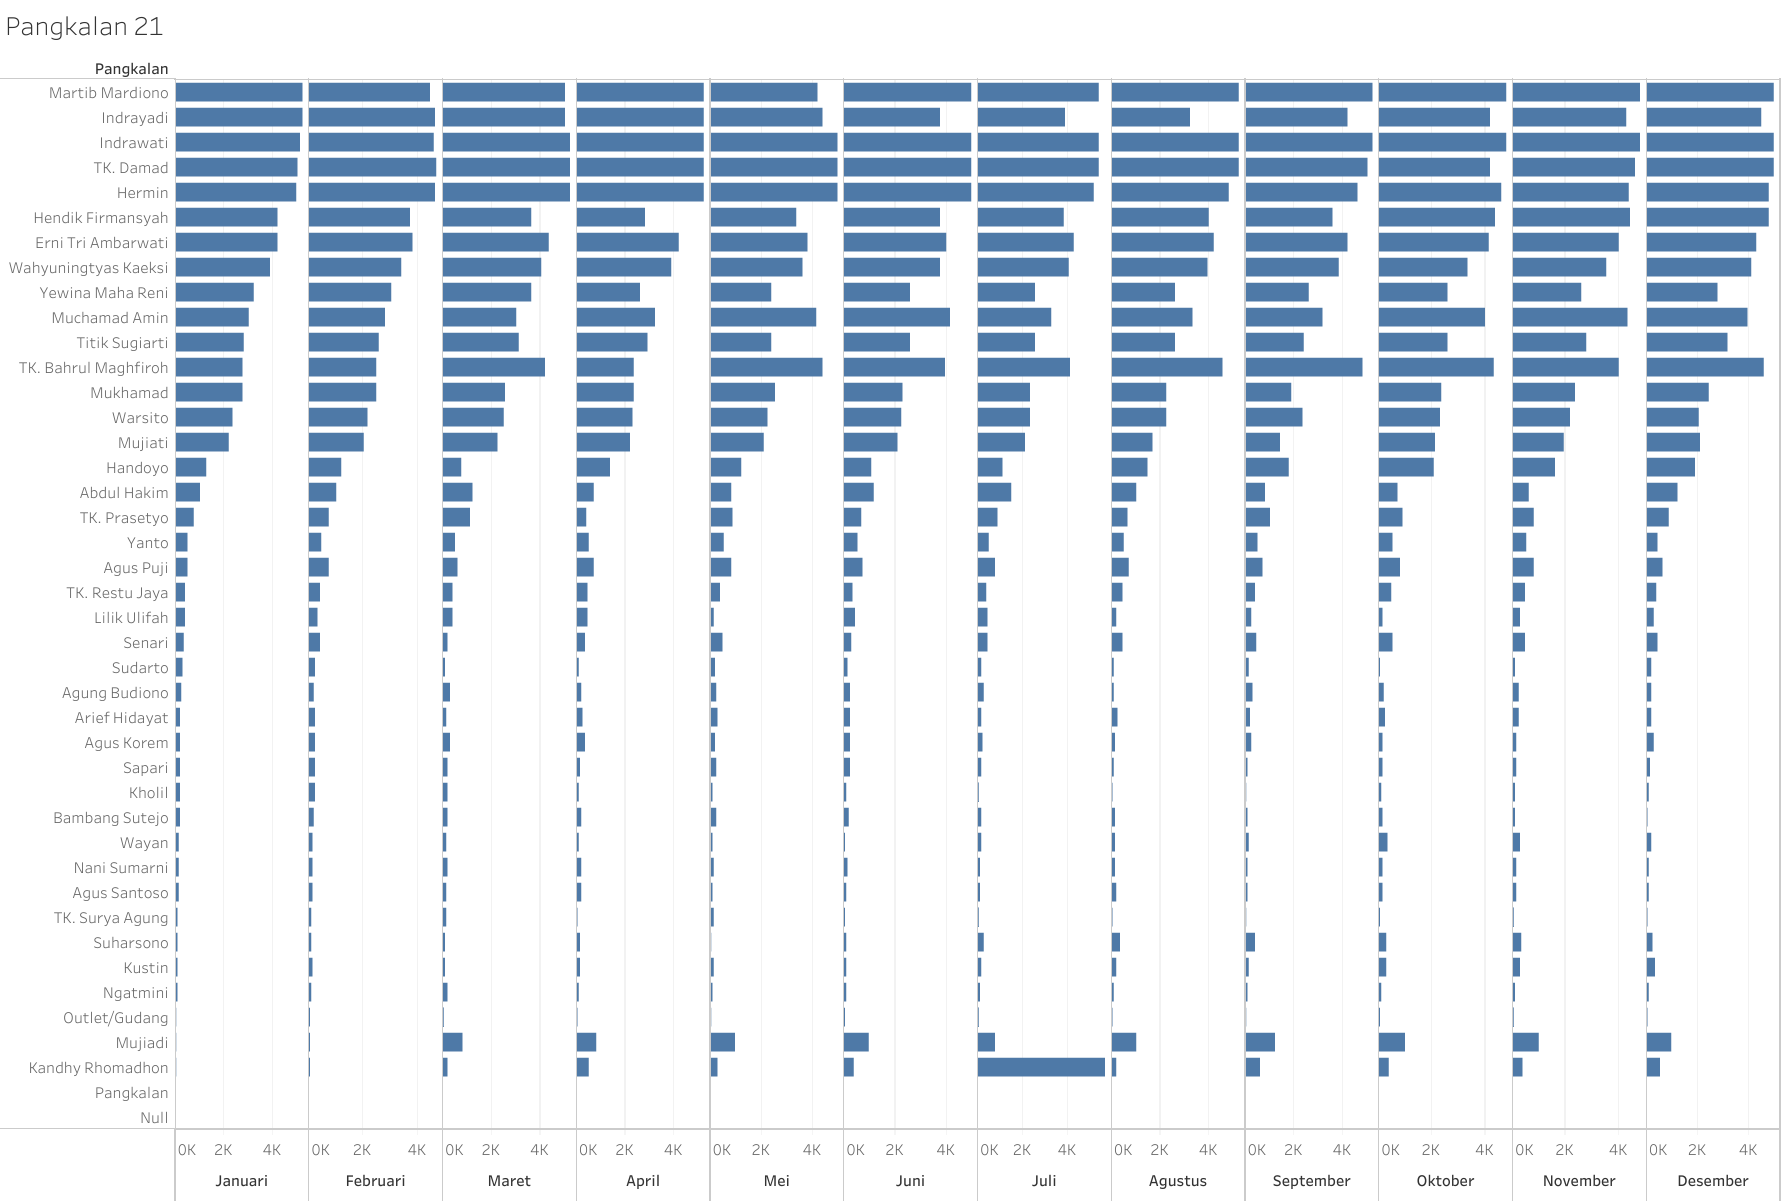 Pangkalan 21
Pangkalan
Martib Mardiono
Indrayadi
Indrawati
TK. Damad
Hermin
Hendik Firmansyah
Erni Tri Ambarwati
Wahyuningtyas Kaeksi
Yewina Maha Reni
Muchamad Amin
Titik Sugiarti
TK. Bahrul Maghfiroh
Mukhamad
Warsito
Mujiati
Handoyo
Abdul Hakim
TK. Prasetyo
Yanto
Agus Puji
TK. Restu Jaya
Lilik Ulifah
Senari
Sudarto
Agung Budiono
Arief Hidayat
Agus Korem
Sapari
Kholil
Bambang Sutejo
Wayan
Nani Sumarni
Agus Santoso
TK. Surya Agung
Suharsono
Kustin
Ngatmini
Outlet/Gudang
Mujiadi
Kandhy Rhomadhon
Pangkalan
Null
0K 2K 4K 0K 2K 4K 0K 2K 4K 0K 2K 4K 0K 2K 4K 0K 2K 4K 0K 2K 4K 0K 2K 4K 0K 2K 4K 0K 2K 4K 0K 2K 4K 0K 2K 4K
Januari Februari Maret April Mei Juni Juli Agustus September Oktober November Desember